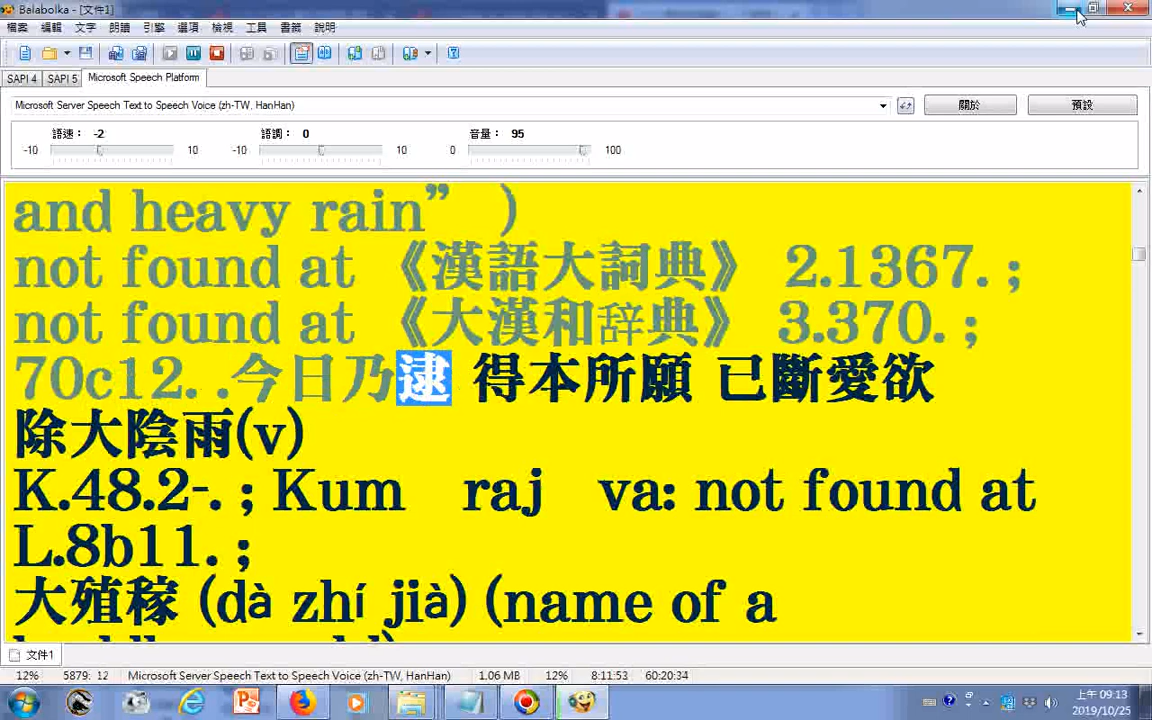 Balabolka - [文件1]
檔案 編輯 文字 朗讀 引擎 選項 檢視 工具 書籤 說明
SAPI 4 SAPI 5 Microsoft Speech Platform
Microsoft Server Speech Text to Speech Voice (zh-TW, HanHan) 關於 預設
語速： -2 語調： 0 音量： 95
-10 10 -10 10 0 100
and heavy rain” )
not found at 《漢語大詞典》 2.1367. ;
not found at 《大漢和辞典》 3.370. ;
70c12. .今日乃逮 得本所願 已斷愛欲
除大陰雨(v)
K.48.2-. ; Kum raj va: not found at
L.8b11. ;
大殖稼 (dà zhí jià) (name of a
文件1
12% 5879: 12 Microsoft Server Speech Text to Speech Voice (zh-TW, HanHan) 1.06 MB 12% 8:11:53 60:20:34
上午 09:13
2019/10/25